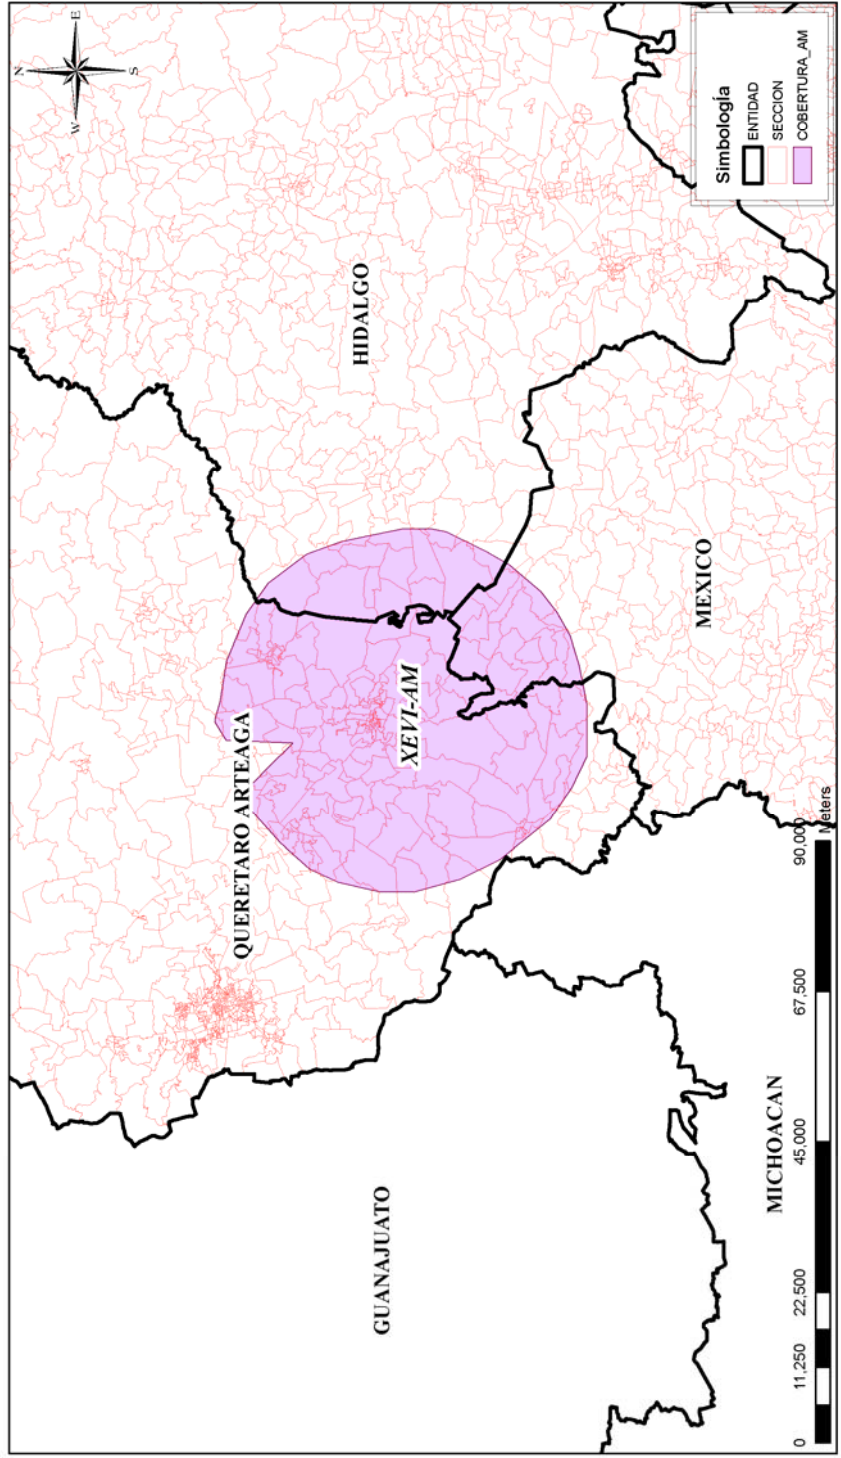 N
W
E
S
HIDALGO
QUERETARO ARTEAGA
XEVI-AM
GUANAJUATO
MEXICO
MICHOACAN
Simbología
ENTIDAD
SECCION
COBERTURA_AM
0 11,250 22,500 45,000 67,500 90,000
Meters